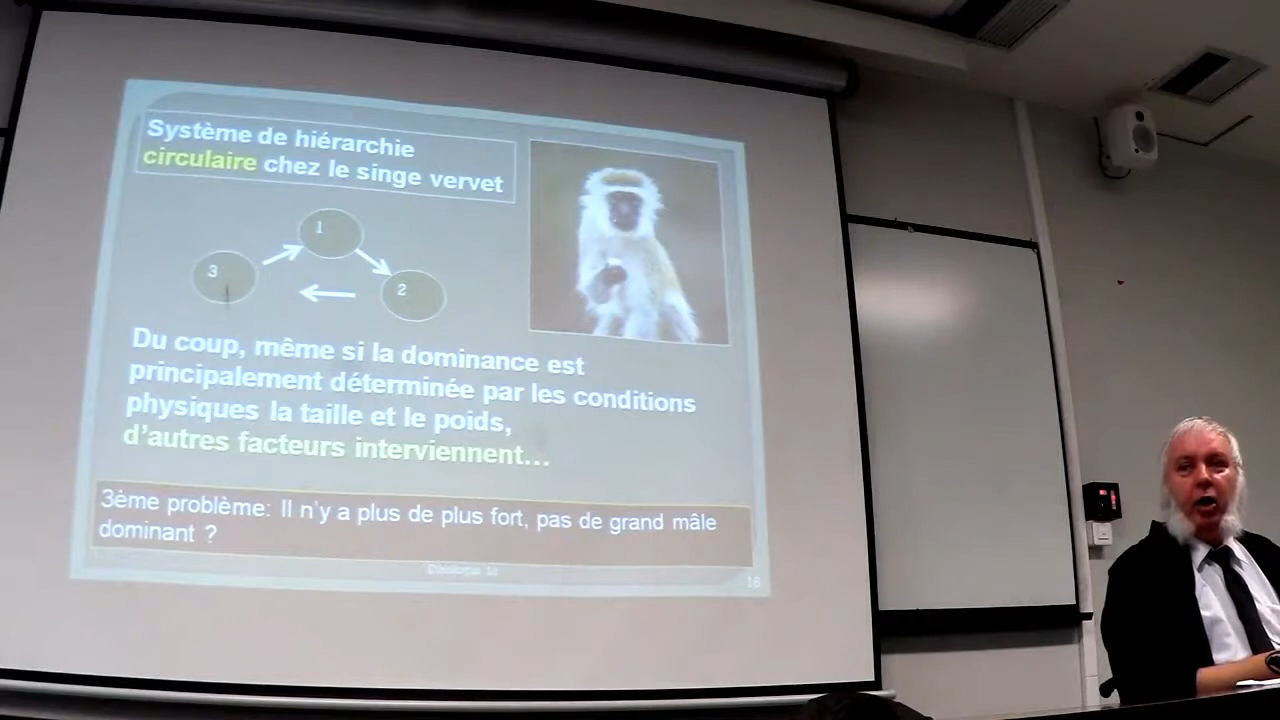 Système de hiérarchie
circulaire chez le singe vervet
1
3
2
Du coup, même si la dominance est
principalement déterminée par les conditions
physiques la taille et le poids,
d'autres facteurs interviennent…
3ème problème: Il n'y a plus de plus fort, pas de grand mâle
dominant ?
16